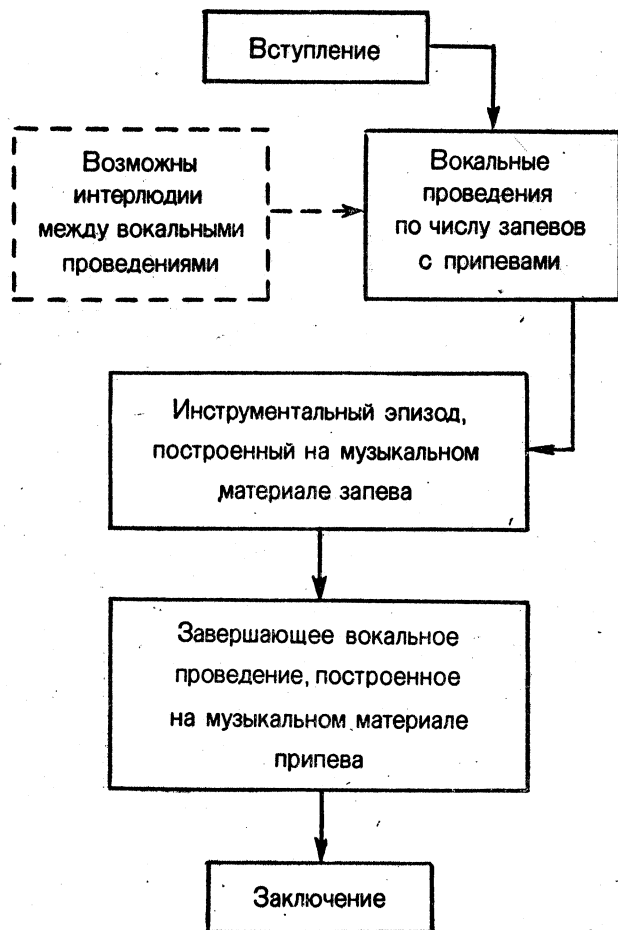 Вступление
Возможны
интерлюдии
между вокальными
проведениями
Вокальные
проведения
по числу запевов
с припевами
Инструментальный эпизод,
построенный на музыкальном
материале запева
Завершающее вокальное
проведение, построенное
на музыкальном материале
припева
Заключение